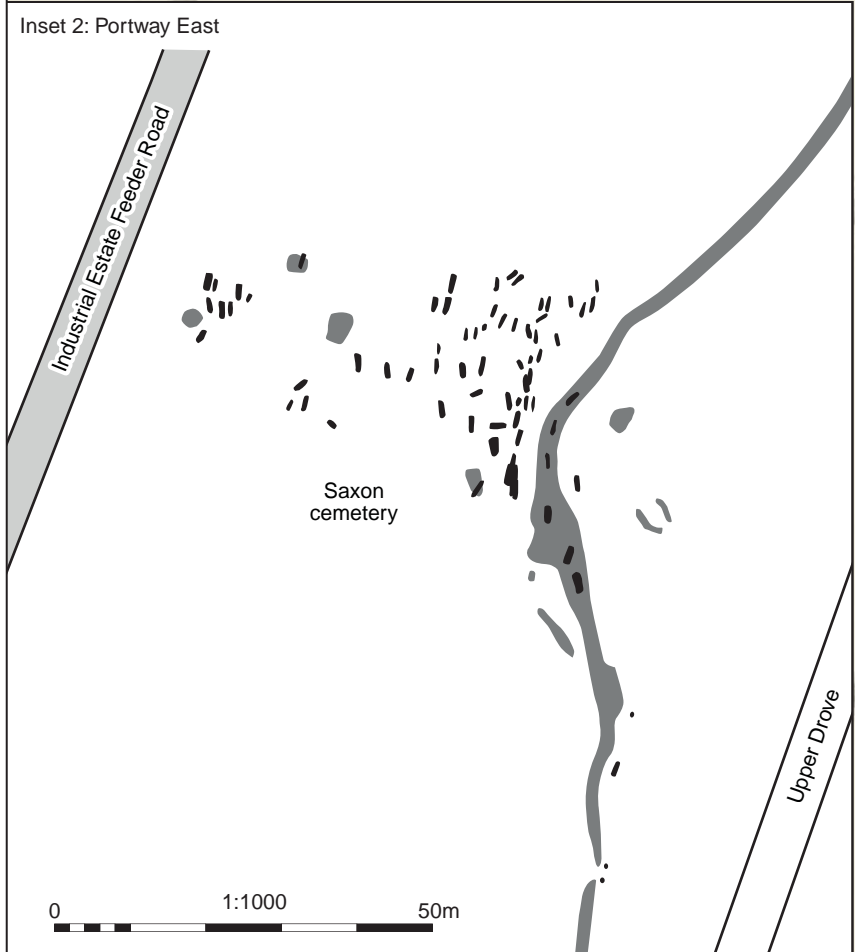 Inset 2: Portway East
Industrial Estate Feeder Road
Saxon
cemetery
Upper Drove
0
1:1000
50m